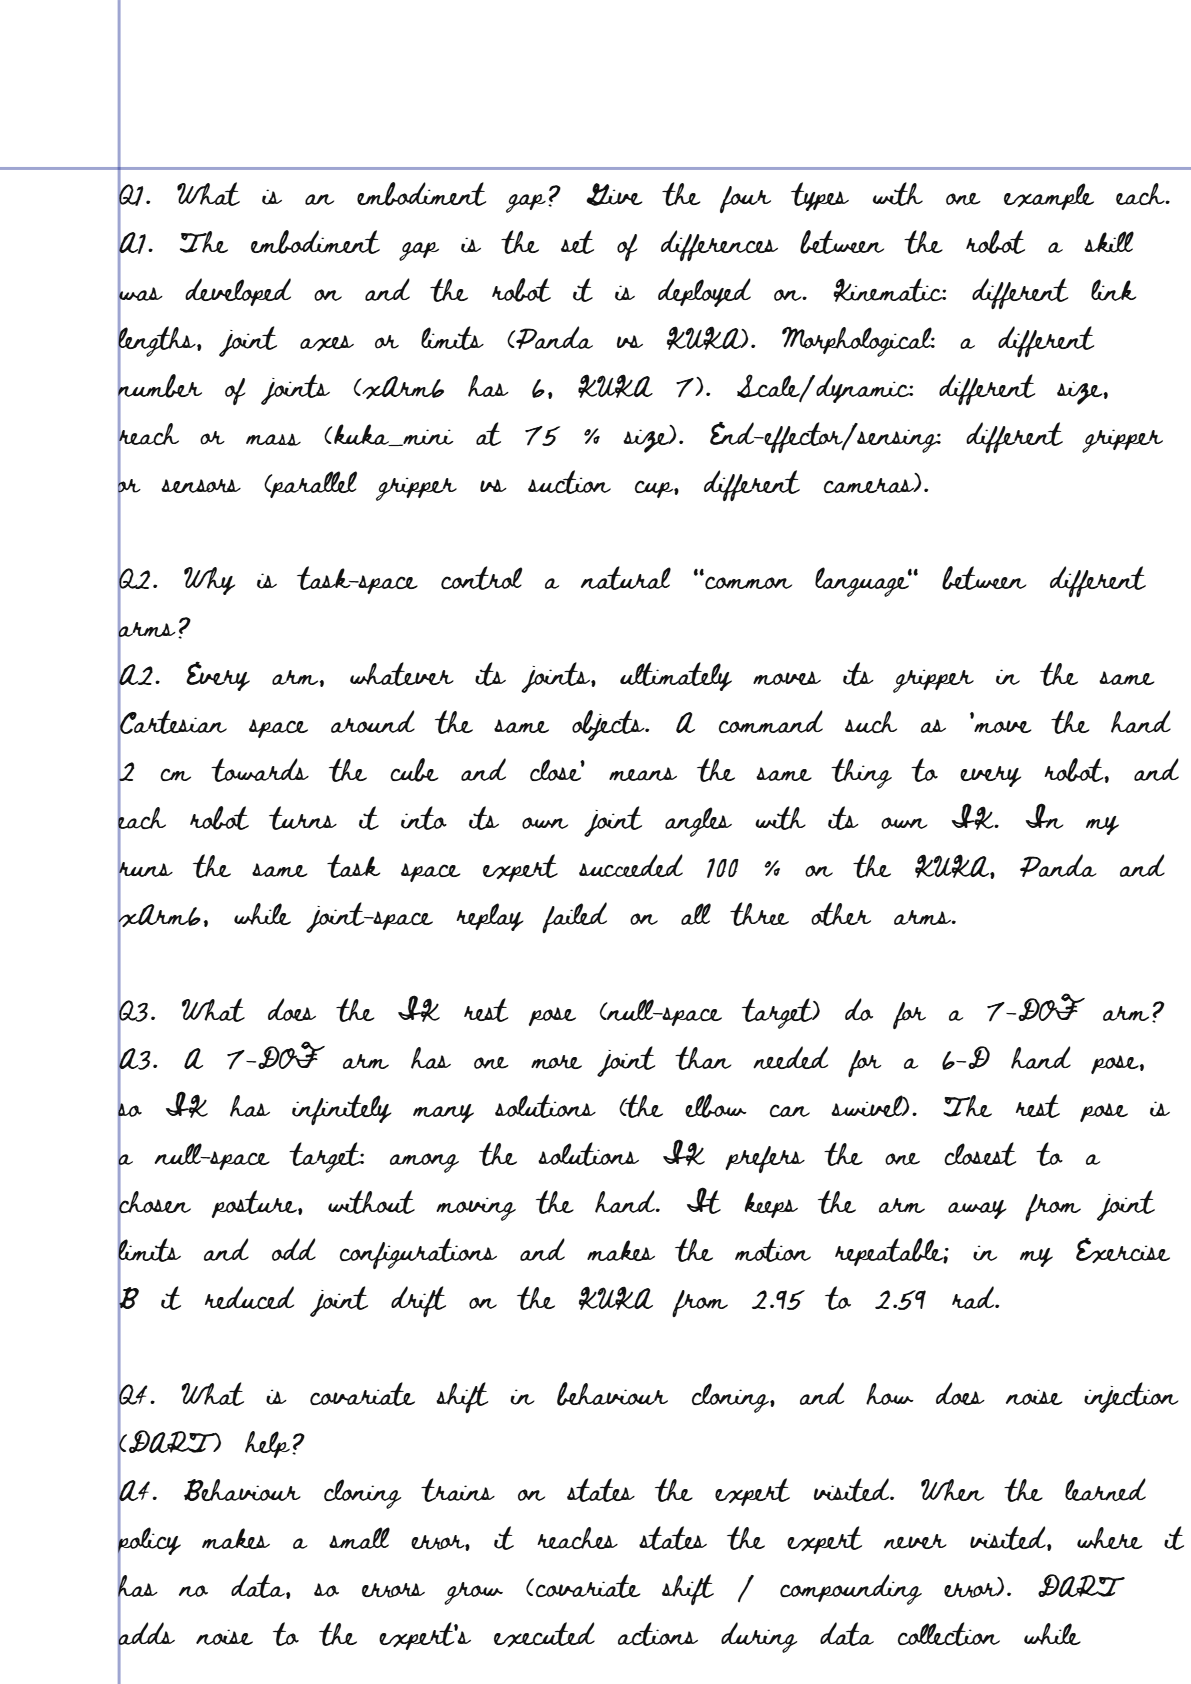 Q1. What is an embodiment gap? Give the four types with one example each.
A1. The embodiment gap is the set of differences between the robot a skill
was developed on and the robot it is deployed on. Kinematic: different link
lengths, joint axes or limits (Panda vs KUKA). Morphological: a different
number of joints (xArm6 has 6, KUKA 7). Scale/dynamic: different size,
reach or mass (kuka_mini at 75 % size). End-effector/sensing: different gripper
or sensors (parallel gripper vs suction cup, different cameras).
Q2. Why is task-space control a natural "common language" between different
arms?
A2. Every arm, whatever its joints, ultimately moves its gripper in the same
Cartesian space around the same objects. A command such as 'move the hand
2 cm towards the cube and close' means the same thing to every robot, and
each robot turns it into its own joint angles with its own IK. In my
runs the same task space expert succeeded 100 % on the KUKA, Panda and
xArm6, while joint-space replay failed on all three other arms.
Q3. What does the IK rest pose (null-space target) do for a 7-DOF arm?
A3. A 7-DOF arm has one more joint than needed for a 6-D hand pose,
so IK has infinitely many solutions (the elbow can swivel). The rest pose is
a null-space target: among the solutions IK prefers the one closest to a
chosen posture, without moving the hand. It keeps the arm away from joint
limits and odd configurations and makes the motion repeatable; in my Exercise
B it reduced joint drift on the KUKA from 2.95 to 2.59 rad.
Q4. What is covariate shift in behaviour cloning, and how does noise injection
(DART) help?
A4. Behaviour cloning trains on states the expert visited. When the learned
policy makes a small error, it reaches states the expert never visited, where it
has no data, so errors grow (covariate shift / compounding error). DART
adds noise to the expert's executed actions during data collection while